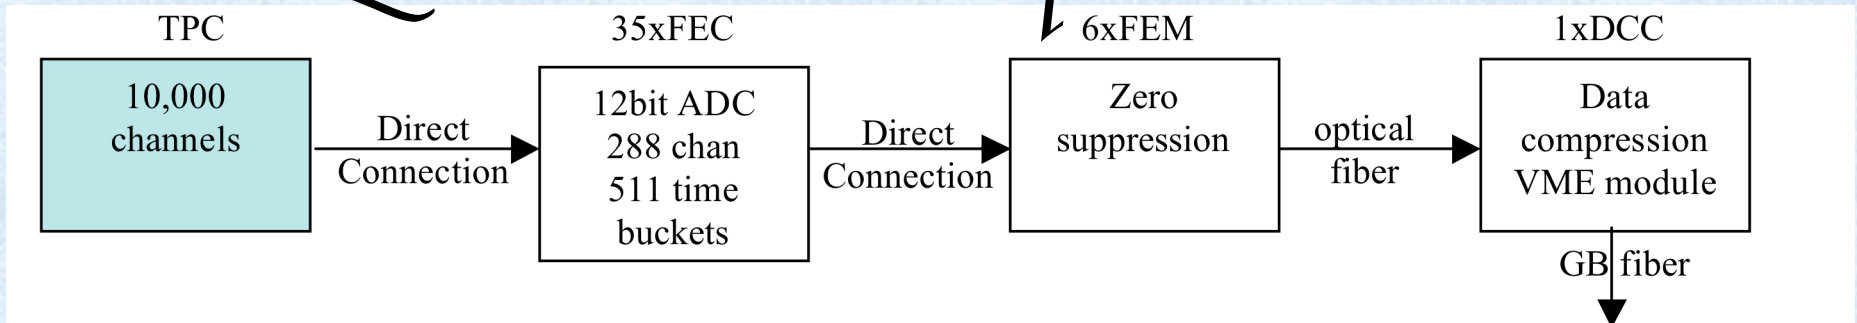 TPC
10,000
channels
Direct
Connection
35xFEC
12bit ADC
288 chan
511 time
buckets
Direct
Connection
6xFEM
Zero
suppression
optical
fiber
1xDCC
Data
compression
VME module
GB fiber